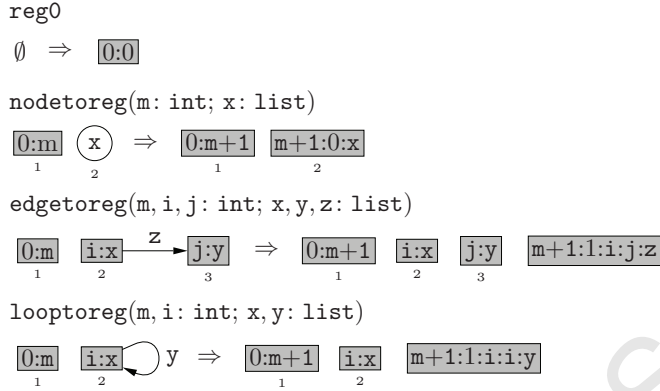 reg0
∅ ⇒ 0:0
nodetoreg(m: int; x: list)
0:m x ⇒ 0:m+1 m+1:0:x
1 2 1 2
edgetoreg(m, i, j: int; x, y, z: list)
0:m i:x z j:y ⇒ 0:m+1 i:x j:y m+1:1:i:j:z
1 2 3 1 2 3
looptoreg(m, i: int; x, y: list)
0:m i:x y ⇒ 0:m+1 i:x m+1:1:i:i:y
1 2 1 2